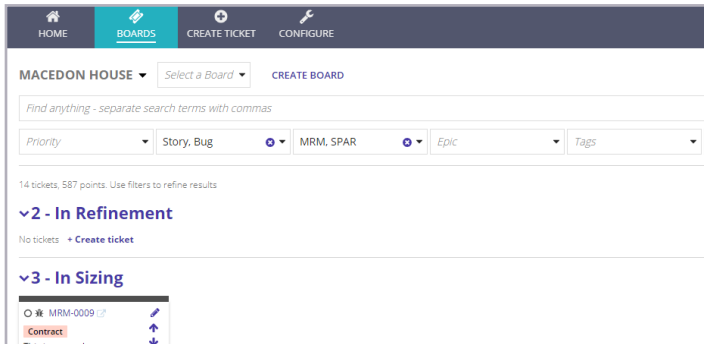 HOME
BOARDS
CREATE TICKET
CONFIGURE
MACEDON HOUSE
Select a Board
CREATE BOARD
Find anything - separate search terms with commas
Priority
Story, Bug
MRM, SPAR
Epic
Tags
14 tickets, 587 points. Use filters to refine results
2 - In Refinement
No tickets + Create ticket
3 - In Sizing
MRM-0009
Contract